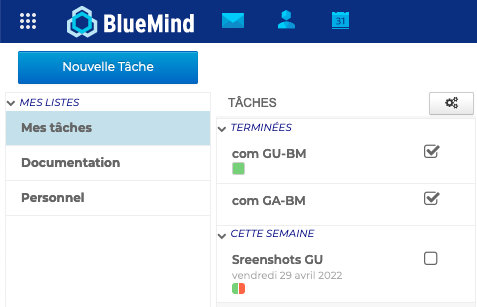 BlueMind
31
Nouvelle Tâche
MES LISTES
Mes tâches
Documentation
Personnel
TÂCHES
TERMINÉES
com GU-BM
com GA-BM
CETTE SEMAINE
Sreenshots GU
vendredi 29 avril 2022